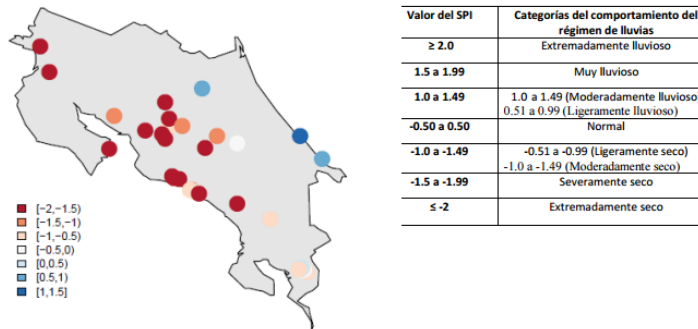 [−2,−1.5)
[−1.5,−1)
[−1,−0.5)
[−0.5,0)
[0,0.5)
[0.5,1)
[1,1.5]
Valor del SPI Categorías del comportamiento del
régimen de lluvias
≥ 2.0 Extremadamente lluvioso
1.5 a 1.99 Muy lluvioso
1.0 a 1.49 1.0 a 1.49 (Moderadamente lluvioso
0.51 a 0.99 (Ligeramente lluvioso)
-0.50 a 0.50 Normal
-1.0 a -1.49 -0.51 a -0.99 (Ligeramente seco)
-1.0 a -1.49 (Moderadamente seco)
-1.5 a -1.99 Severamente seco
≤ -2 Extremadamente seco